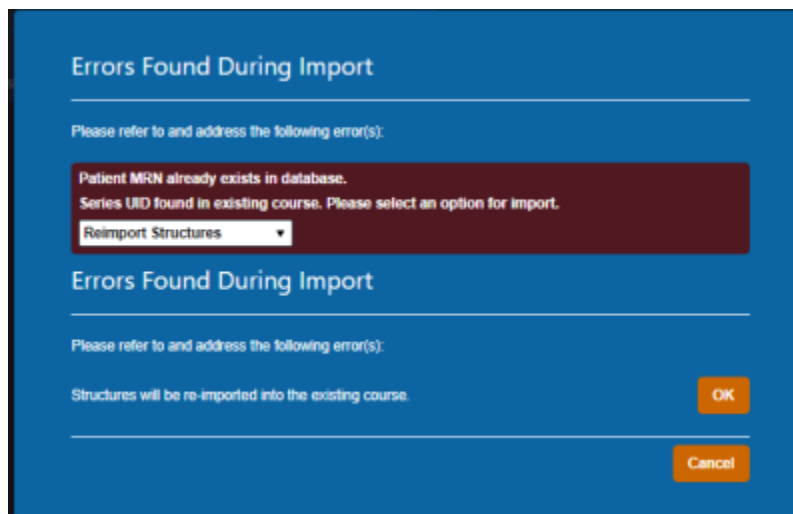 Errors Found During Import
Please refer to and address the following error(s):
Patient MRN already exists in database.
Series UID found in existing course. Please select an option for import.
Reimport Structures
Errors Found During Import
Please refer to and address the following error(s):
Structures will be re-imported into the existing course.
OK
Cancel